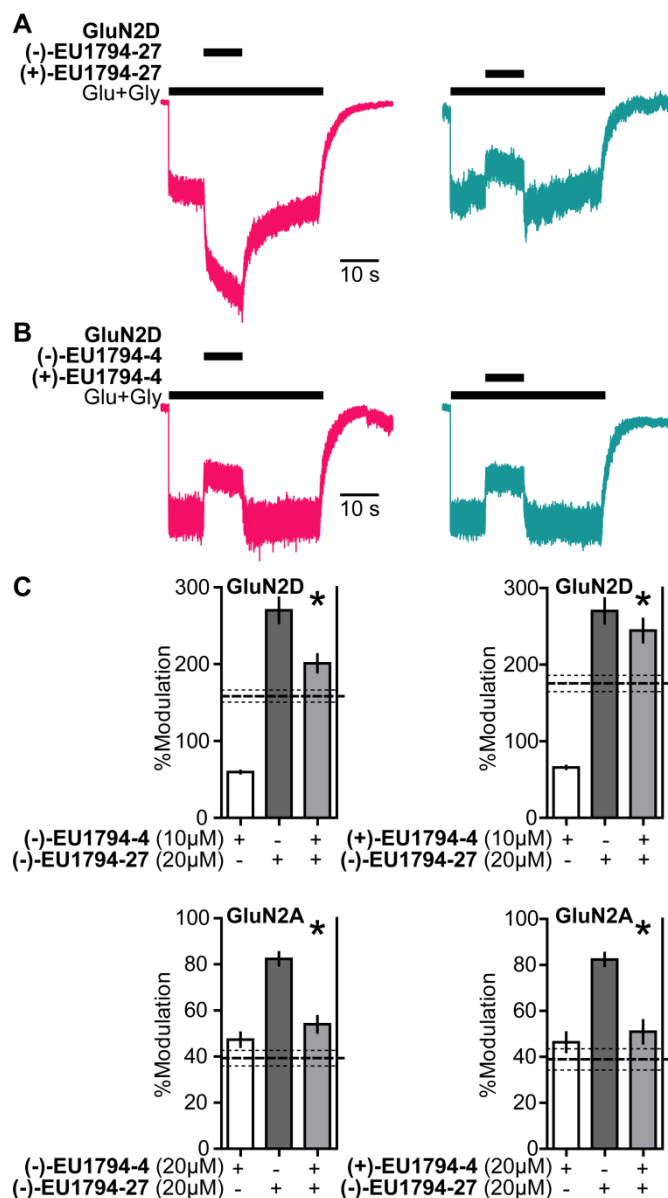 A
GluN2D
(-)-EU1794-27
(+)-EU1794-27
Glu+Gly
10 s
B
GluN2D
(-)-EU1794-4
(+)-EU1794-4
Glu+Gly
10 s
C
GluN2D
*
%Modulation
300
200
100
0
(-)-EU1794-4 (10µM) + - +
(-)-EU1794-27 (20µM) - + +
GluN2D
*
%Modulation
300
200
100
0
(+)-EU1794-4 (10µM) + - +
(-)-EU1794-27 (20µM) - + +
GluN2A
*
%Modulation
100
80
60
40
20
0
(-)-EU1794-4 (20µM) + - +
(-)-EU1794-27 (20µM) - + +
GluN2A
*
%Modulation
100
80
60
40
20
0
(+)-EU1794-4 (20µM) + - +
(-)-EU1794-27 (20µM) - + +